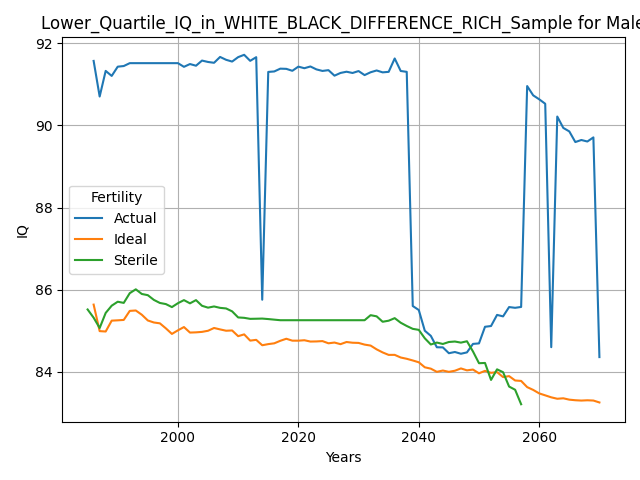 Lower_Quartile_IQ_in_WHITE_BLACK_DIFFERENCE_RICH_Sample for Male
92
90
88
86
84
IQ
Fertility
Actual
Ideal
Sterile
2000
2020
2040
2060
Years